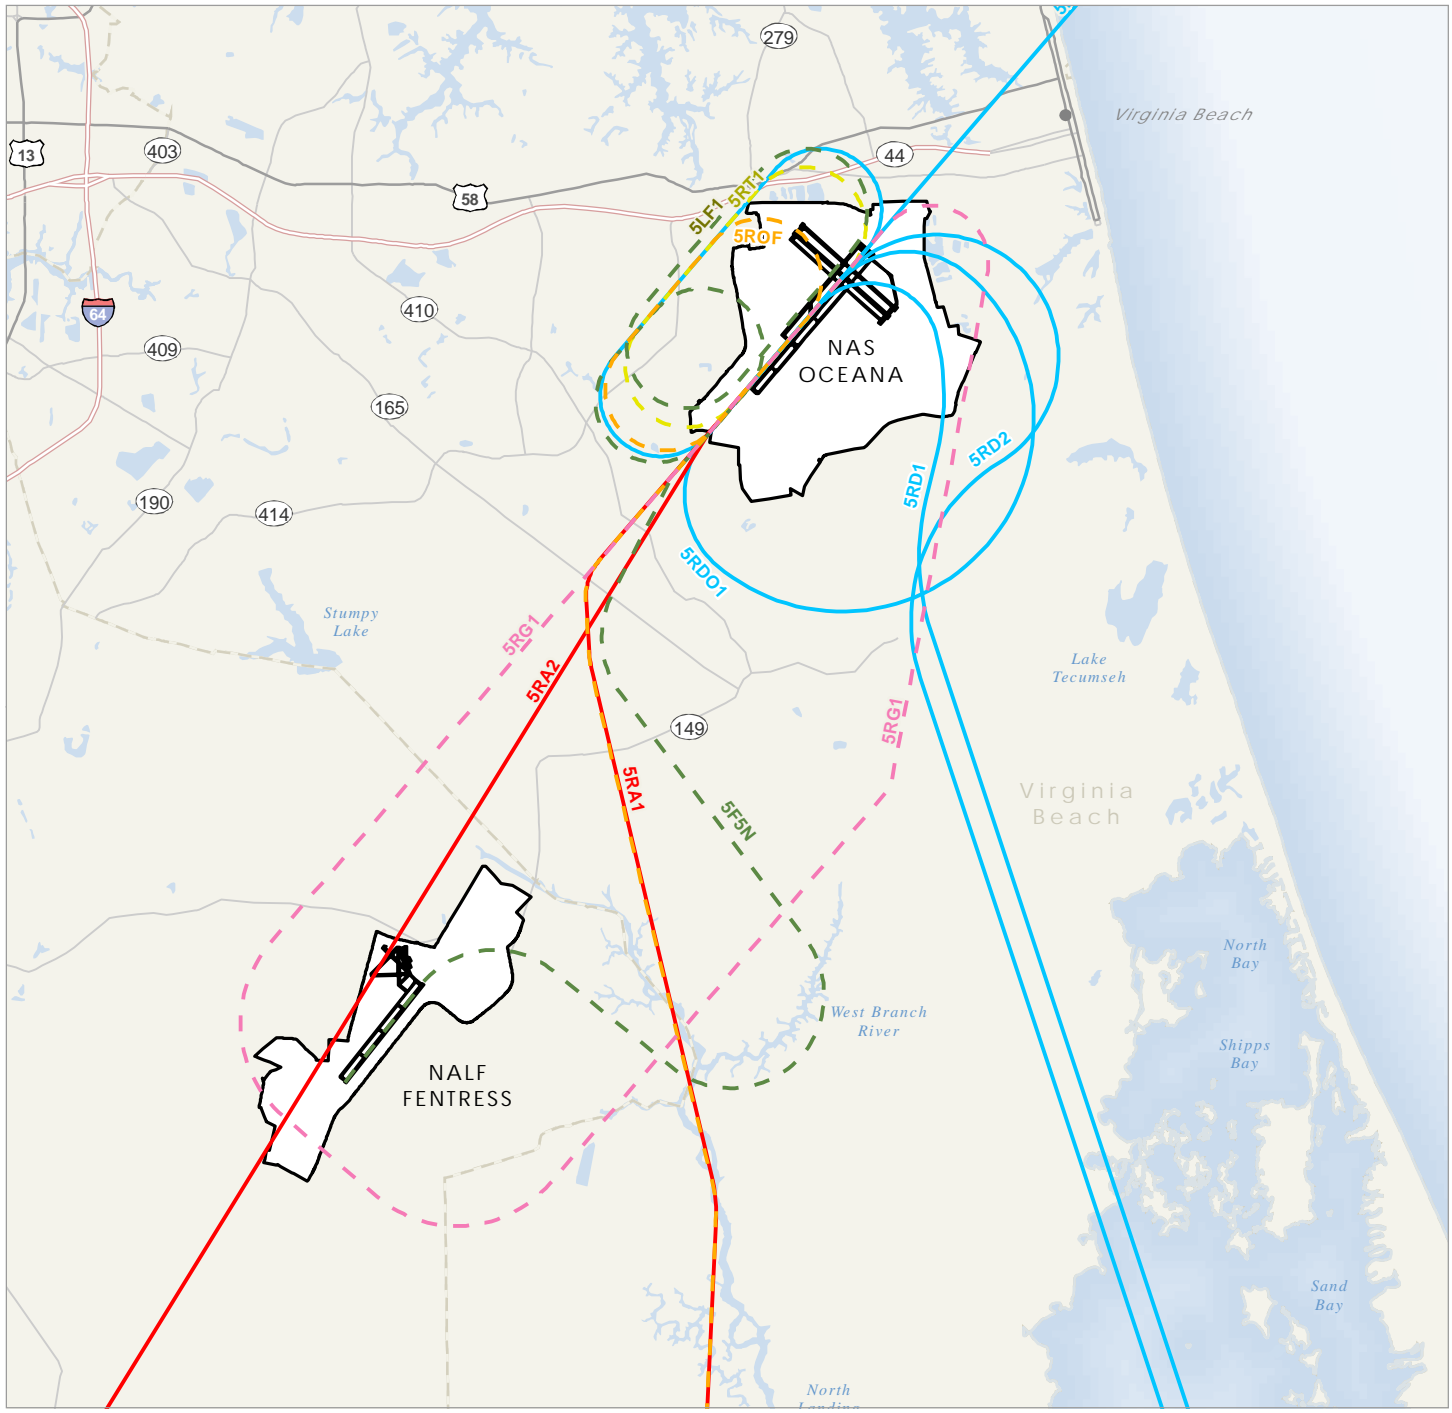 279
Virginia Beach
13
403
44
58
5LF1
5RT1
5ROF
64
410
409
NAS
OCEANA
165
5RD2
5RD1
190
414
5RDO1
Stumpy
Lake
5RG1
5RA2
Lake
Tecumseh
149
5RG1
5RA1
5F5N
Virginia
Beach
North
Bay
West Branch
River
Shipps
Bay
NALF
FENTRESS
Sand
Bay
North
Landing